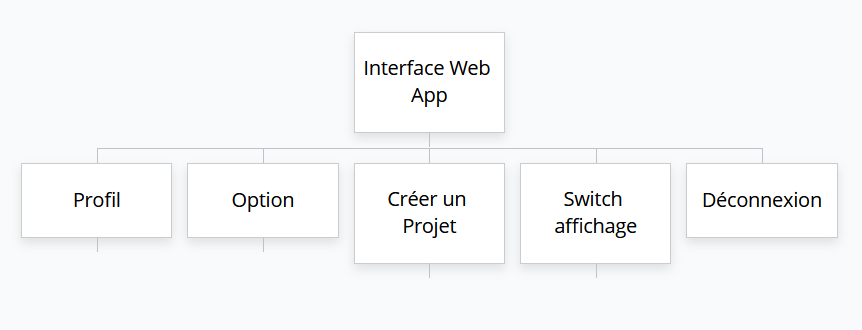 Interface Web
App
Profil
Option
Créer un
Projet
Switch
affichage
Déconnexion